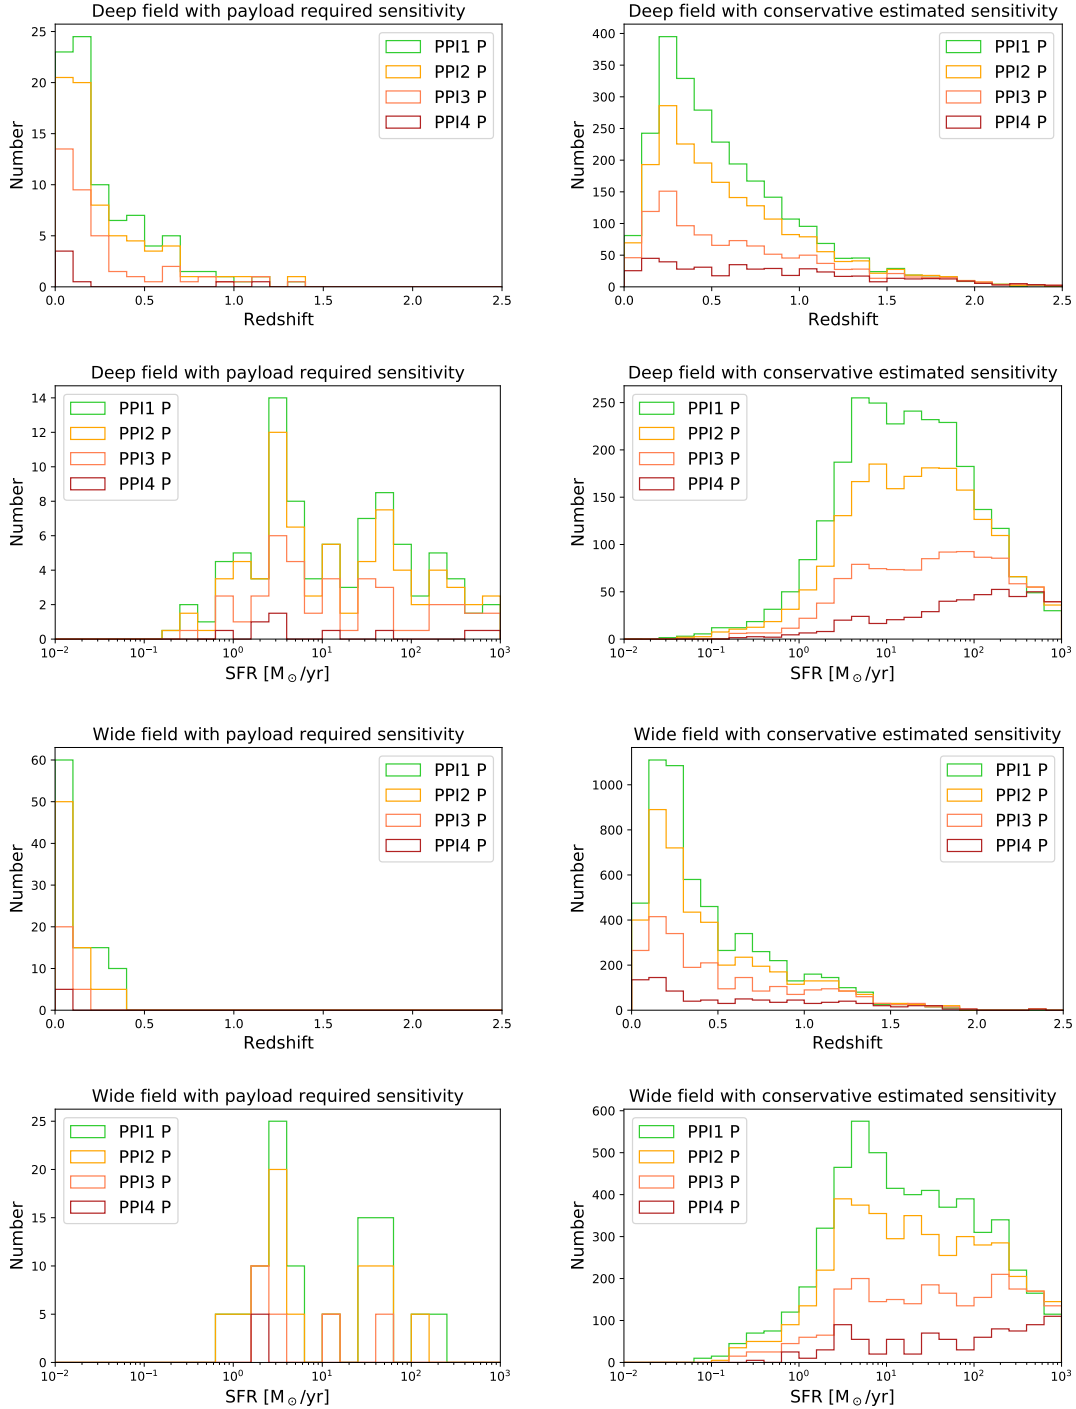 Deep field with payload required sensitivity
25
20
15
10
5
0
Number
PPI1 P
PPI2 P
PPI3 P
PPI4 P
0.0 0.5 1.0 1.5 2.0 2.5
Redshift
Deep field with conservative estimated sensitivity
400
350
300
250
200
150
100
50
0
Number
PPI1 P
PPI2 P
PPI3 P
PPI4 P
0.0 0.5 1.0 1.5 2.0 2.5
Redshift
Deep field with payload required sensitivity
14
12
10
8
6
4
2
0
Number
PPI1 P
PPI2 P
PPI3 P
PPI4 P
10⁻² 10⁻¹ 10⁰ 10¹ 10² 10³
SFR [M⊙/yr]
Deep field with conservative estimated sensitivity
250
200
150
100
50
0
Number
PPI1 P
PPI2 P
PPI3 P
PPI4 P
10⁻² 10⁻¹ 10⁰ 10¹ 10² 10³
SFR [M⊙/yr]
Wide field with payload required sensitivity
60
50
40
30
20
10
0
Number
PPI1 P
PPI2 P
PPI3 P
PPI4 P
0.0 0.5 1.0 1.5 2.0 2.5
Redshift
Wide field with conservative estimated sensitivity
1000
800
600
400
200
0
Number
PPI1 P
PPI2 P
PPI3 P
PPI4 P
0.0 0.5 1.0 1.5 2.0 2.5
Redshift
Wide field with payload required sensitivity
25
20
15
10
5
0
Number
PPI1 P
PPI2 P
PPI3 P
PPI4 P
10⁻² 10⁻¹ 10⁰ 10¹ 10² 10³
SFR [M⊙/yr]
Wide field with conservative estimated sensitivity
600
500
400
300
200
100
0
Number
PPI1 P
PPI2 P
PPI3 P
PPI4 P
10⁻² 10⁻¹ 10⁰ 10¹ 10² 10³
SFR [M⊙/yr]